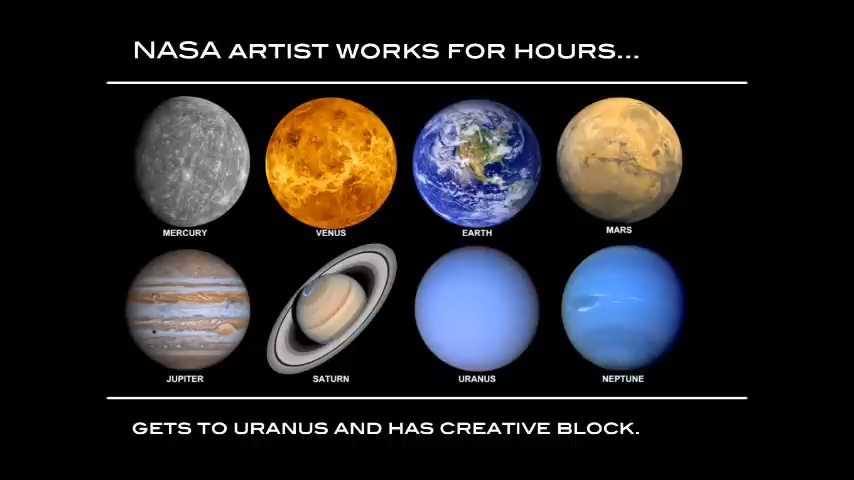 NASA ARTIST WORKS FOR HOURS...
MERCURY
VENUS
EARTH
MARS
JUPITER
SATURN
URANUS
NEPTUNE
GETS TO URANUS AND HAS CREATIVE BLOCK.